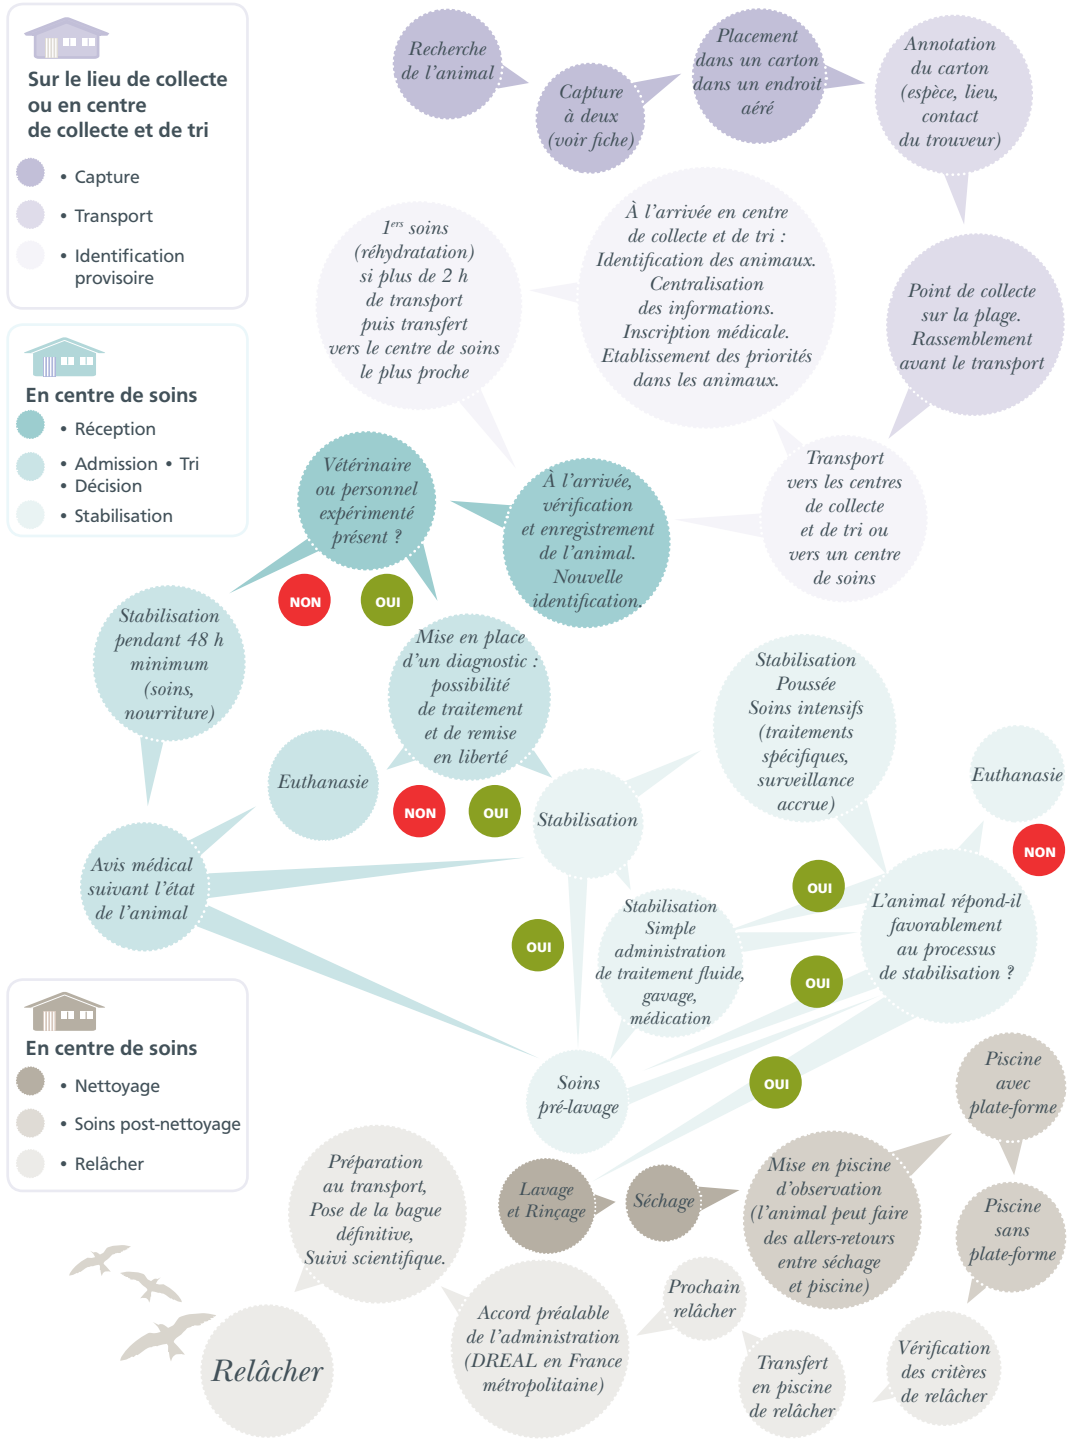 Sur le lieu de collecte
ou en centre
de collecte et de tri
• Capture
• Transport
• Identification
provisoire
Recherche
de l’animal
Capture
à deux
(voir fiche)
Placement
dans un carton
dans un endroit
aéré
Annotation
du carton
(espèce, lieu,
contact
du trouveur)
Point de collecte
sur la plage.
Rassemblement
avant le transport
Transport
vers les centres
de collecte
et de tri ou
vers un centre
de soins
À l’arrivée en centre
de collecte et de tri :
Identification des animaux.
Centralisation
des informations.
Inscription médicale.
Etablissement des priorités
dans les animaux.
1ers soins
(réhydratation)
si plus de 2 h
de transport
puis transfert
vers le centre de soins
le plus proche
En centre de soins
• Réception
• Admission • Tri
• Décision
• Stabilisation
À l’arrivée,
vérification
et enregistrement
de l’animal.
Nouvelle
identification.
Vétérinaire
ou personnel
expérimenté
présent ?
NON
OUI
Stabilisation
pendant 48 h
minimum
(soins,
nourriture)
Mise en place
d’un diagnostic :
possibilité
de traitement
et de remise
en liberté
Euthanasie
NON
OUI
Avis médical
suivant l’état
de l’animal
Stabilisation
Stabilisation
Poussée
Soins intensifs
(traitements
spécifiques,
surveillance
accrue)
Euthanasie
NON
OUI
L’animal répond-il
favorablement
au processus
de stabilisation ?
Stabilisation
Simple
administration
de traitement fluide,
gavage,
médication
OUI
OUI
OUI
Soins
pré-lavage
En centre de soins
• Nettoyage
• Soins post-nettoyage
• Relâcher
Lavage
et Rinçage
Séchage
Mise en piscine
d’observation
(l’animal peut faire
des allers-retours
entre séchage
et piscine)
Piscine
avec
plate-forme
Piscine
sans
plate-forme
Vérification
des critères
de relâcher
Transfert
en piscine
de relâcher
Prochain
relâcher
Accord préalable
de l’administration
(DREAL en France
métropolitaine)
Préparation
au transport,
Pose de la bague
définitive,
Suivi scientifique.
Relâcher